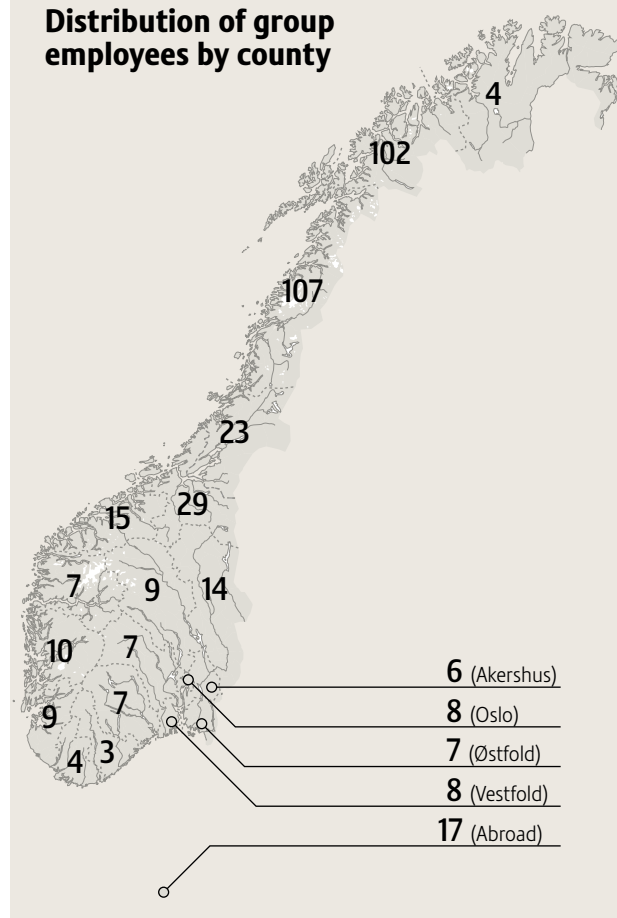 Distribution of group
employees by county
4
102
107
23
29
15
7
9
14
10
7
9
7
4
3
6 (Akershus)
8 (Oslo)
7 (Østfold)
8 (Vestfold)
17 (Abroad)